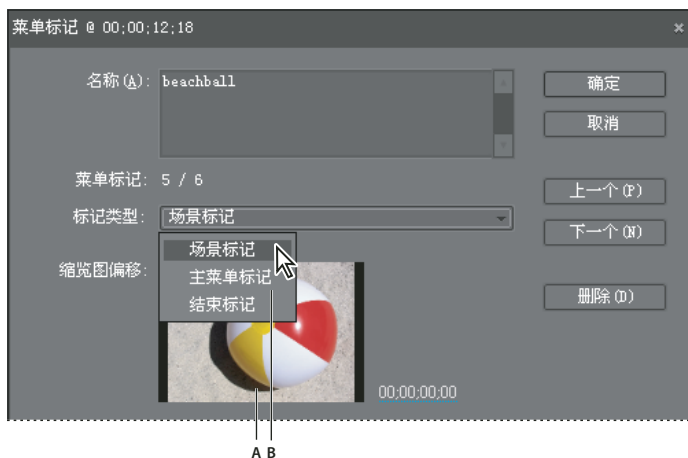 菜单标记 @ 00;00;12;18
名称(A): beachball
确定
取消
菜单标记: 5 / 6
上一个(P)
标记类型: 场景标记
下一个(N)
场景标记
缩览图偏移:
主菜单标记
结束标记
删除(D)
00;00;00;00
A B